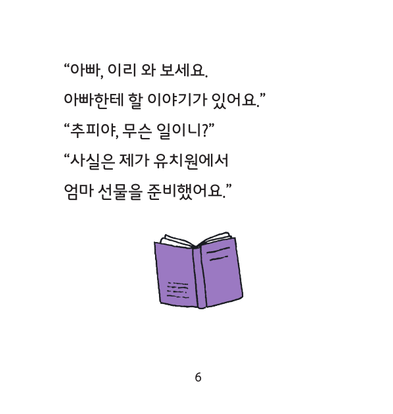 “아빠, 이리 와 보세요.
아빠한테 할 이야기가 있어요.”
“추피야, 무슨 일이니?”
“사실은 제가 유치원에서
엄마 선물을 준비했어요.”
6